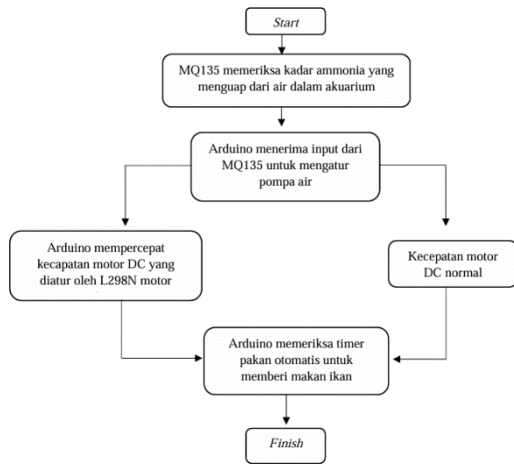 Start
MQ135 memeriksa kadar ammonia yang
menguap dari air dalam akuarium
Arduino menerima input dari
MQ135 untuk mengatur
pompa air
Arduino mempercepat
kecapatan motor DC yang
diatur oleh L298N motor
Kecepatan motor
DC normal
Arduino memeriksa timer
pakan otomatis untuk
memberi makan ikan
Finish